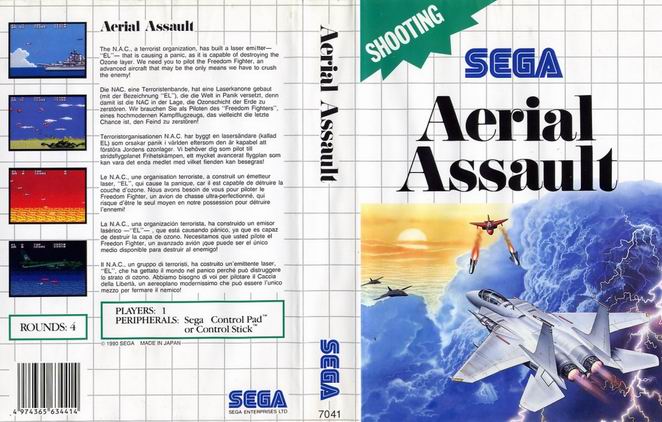 Aerial Assault
The N.A.C., a terrorist organization, has built a laser emitter—
"EL"— that is causing a panic, as it is capable of destroying the
Ozone layer. We need you to pilot the Freedom Fighter, an
advanced aircraft that may be the only means we have to crush
the enemy!
Die NAC, eine Terroristenbande, hat eine Laserkanone gebaut
(mit der Bezeichnung "EL"), die die Welt in Panik versetzt, denn
damit ist die NAC in der Lage, die Ozonschicht der Erde zu
zerstören. Wir brauchen Sie als Piloten des "Freedom Fighters",
eines hochmodernen Kampfflugzeugs, das vielleicht die letzte
Chance ist, den Feind zu zerstören!
Terroristorganisationen N.A.C. har byggt en lasersändare (kallad
EL) som orsakar panik i världen eftersom den är kapabel att
förstöra Jordens ozonlager. Vi behöver dig som pilot till
stridsflygplanet Frihetskämpen, ett mycket avancerat flygplan som
kan vara det enda medel med vilket fienden kan besegras!
Le N.A.C., une organisation terroriste, a construit un émetteur
laser, "EL", qui cause la panique, car il est capable de détruire la
couche d'ozone. Nous avons besoin de vous pour piloter le
Freedom Fighter, un avion de chasse ultra-perfectionné, qui
risque d'être le seul moyen en notre possession pour détruire
l'ennemi!
La N.A.C., una organización terrorista, ha construido un emisor
lasérico —"EL"— , que está causando pánico, ya que es capaz
de destruir la capa de ozono. Necesitamos que usted pilote el
Freedon Fighter, un avanzado avión que puede ser el único
medio disponible para destruir al enemigo!
Il N.A.C., un gruppo di terroristi, ha costruito un'emittente laser,
"EL", che ha gettato il mondo nel panico perché può distruggere
lo strato di ozono. Abbiamo bisogno di voi per pilotare il Caccia
della Libertà, un aereoplano modernissimo che può essere l'unico
mezzo per fermare il nemico!
ROUNDS: 4
PLAYERS: 1
PERIPHERALS: Sega Control Pad™
or Control Stick™
© 1990 SEGA MADE IN JAPAN
4 974365 634414
SEGA
SEGA ENTERPRISES LTD
Aerial Assault
SEGA
7041
SHOOTING
SEGA
Aerial
Assault